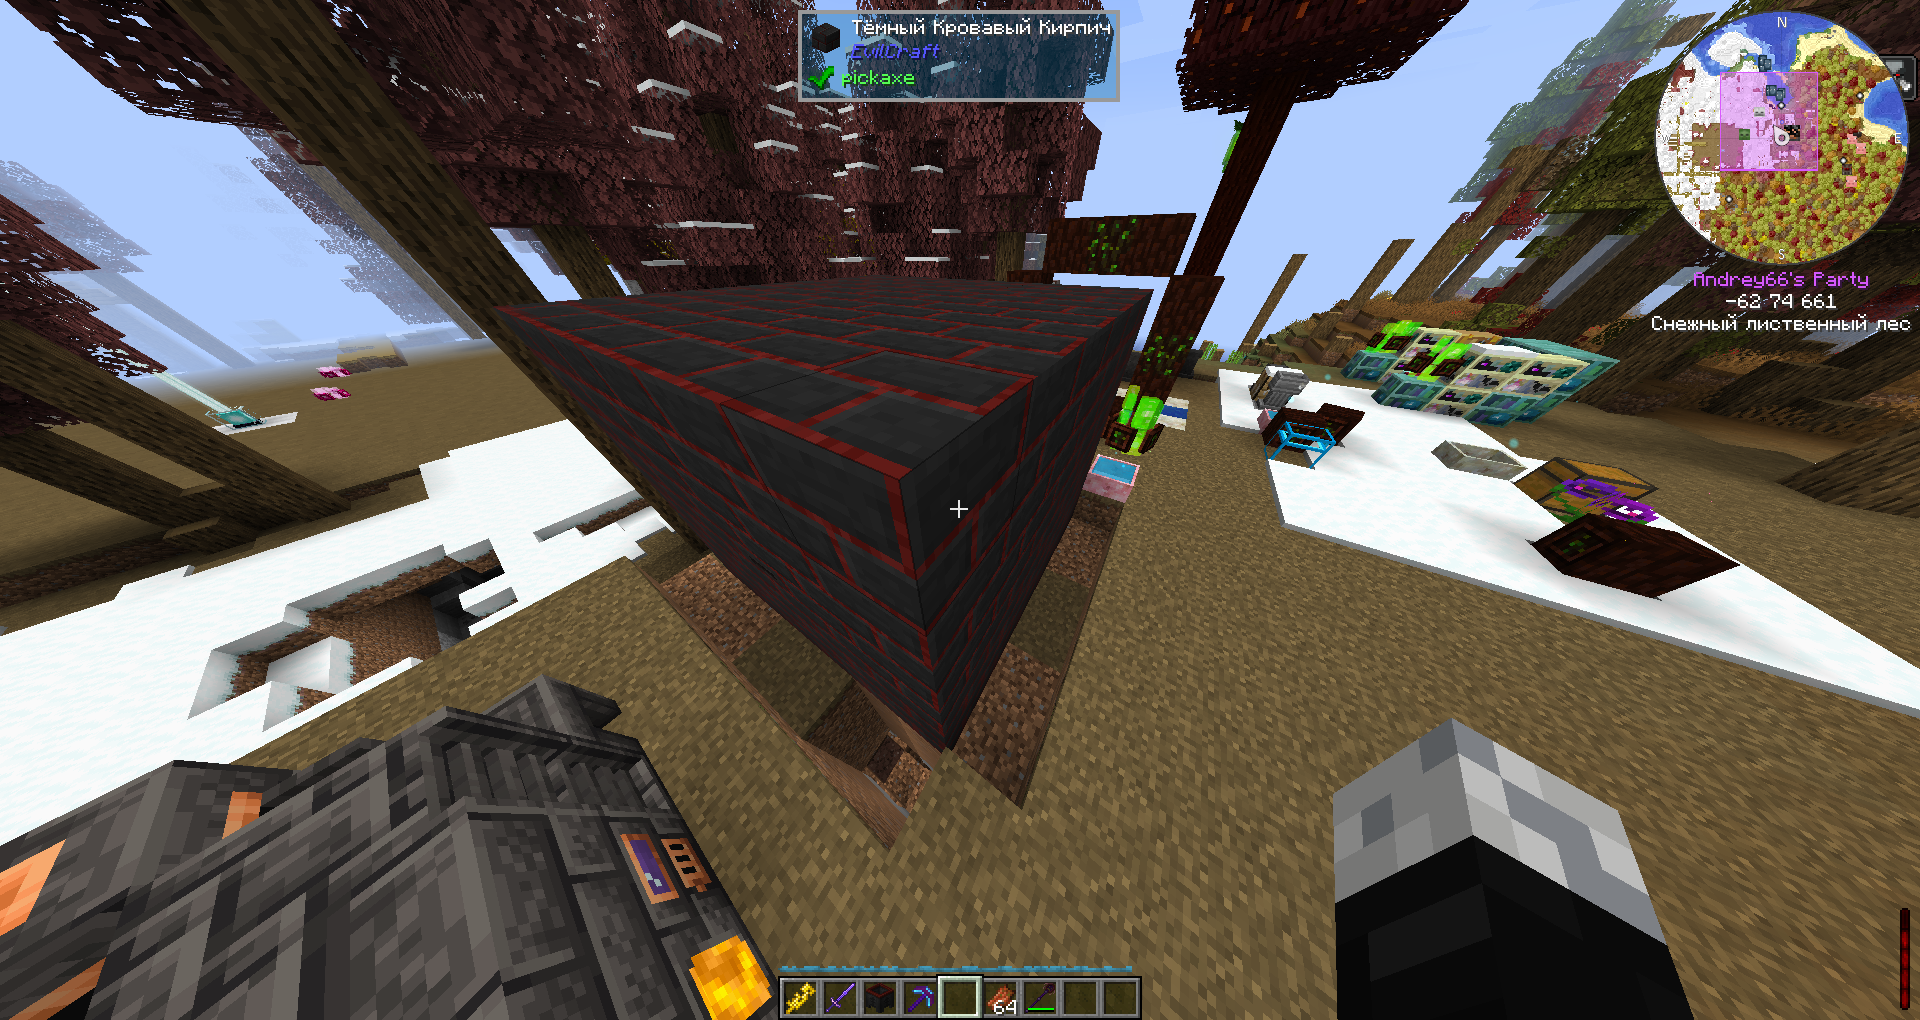 Тёмный Кровавый Кирпич
EvilCraft
pickaxe
N
E
S
Andrey66's Party
-62 74 661
Снежный лиственный лес
64